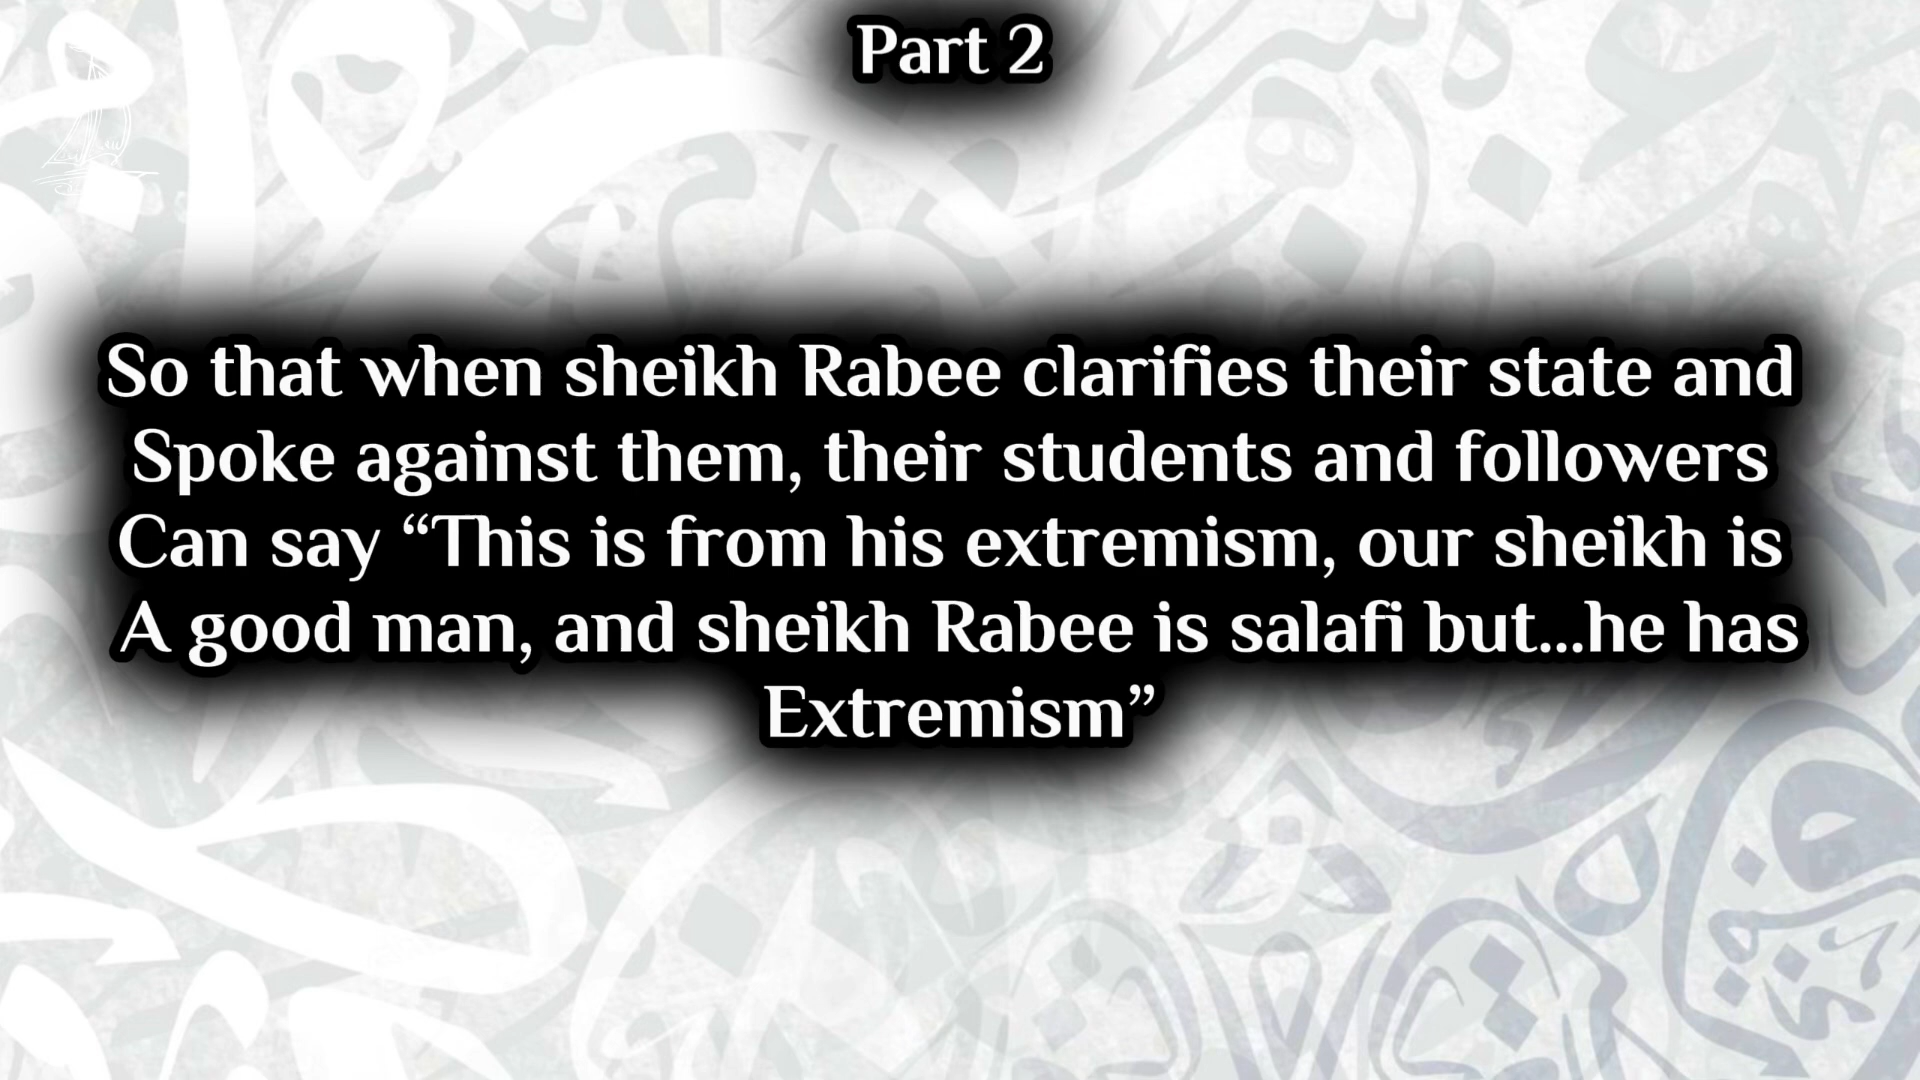 Part 2
So that when sheikh Rabee clarifies their state and
Spoke against them, their students and followers
Can say “This is from his extremism, our sheikh is
A good man, and sheikh Rabee is salafi but...he has
Extremism”